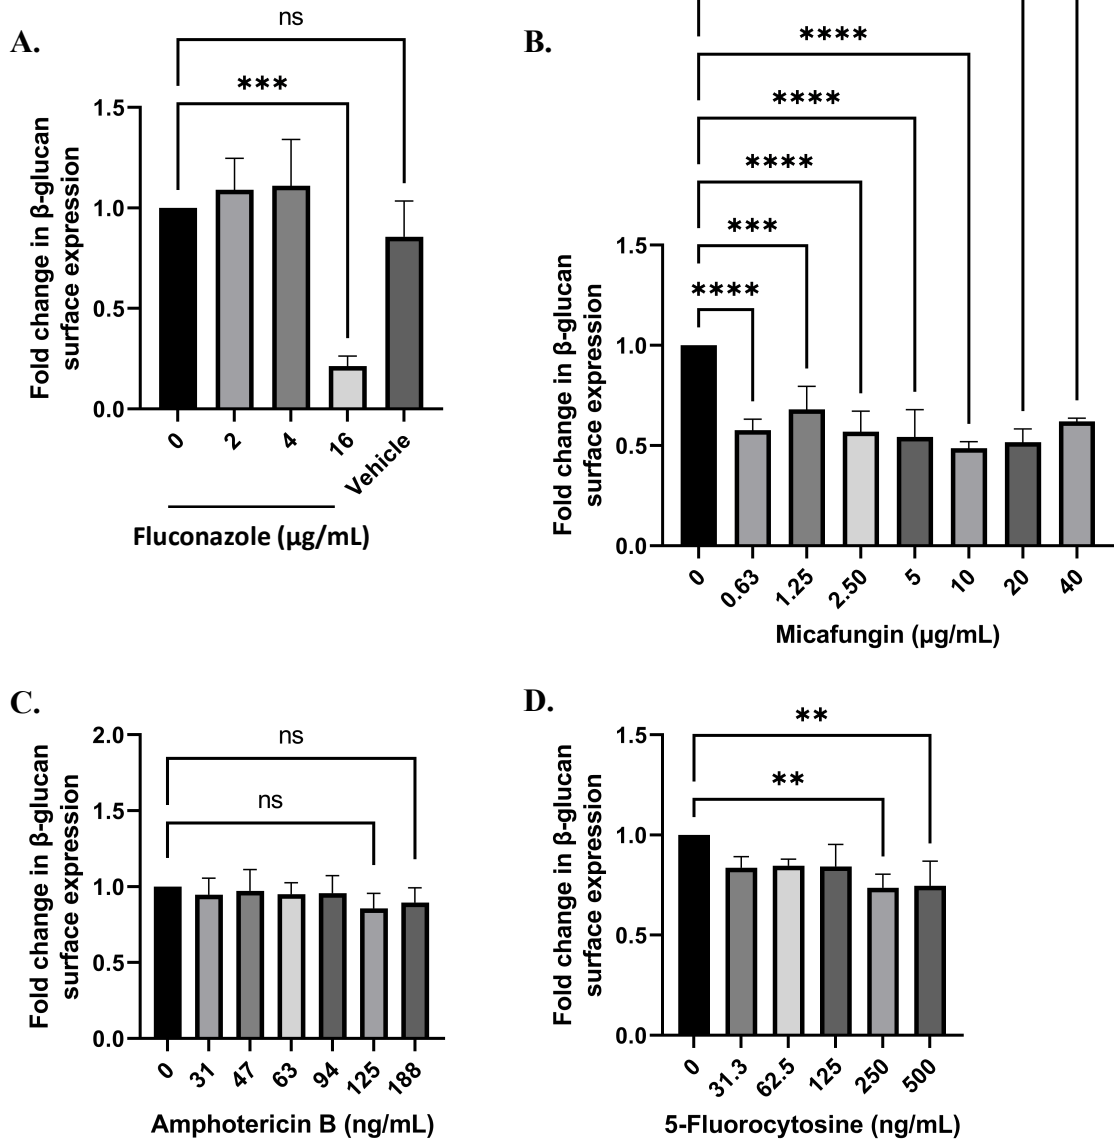 A.
ns
***
1.5
1.0
0.5
0.0
Fold change in β-glucan
surface expression
0
2
4
16
Vehicle
Fluconazole (μg/mL)
B.
****
****
****
***
****
1.5
1.0
0.5
0.0
Fold change in β-glucan
surface expression
0
0.63
1.25
2.50
5
10
20
40
Micafungin (μg/mL)
C.
ns
ns
2.0
1.5
1.0
0.5
0.0
Fold change in β-glucan
surface expression
0
31
47
63
94
125
188
Amphotericin B (ng/mL)
D.
**
**
1.5
1.0
0.5
0.0
Fold change in β-glucan
surface expression
0
31.3
62.5
125
250
500
5-Fluorocytosine (ng/mL)